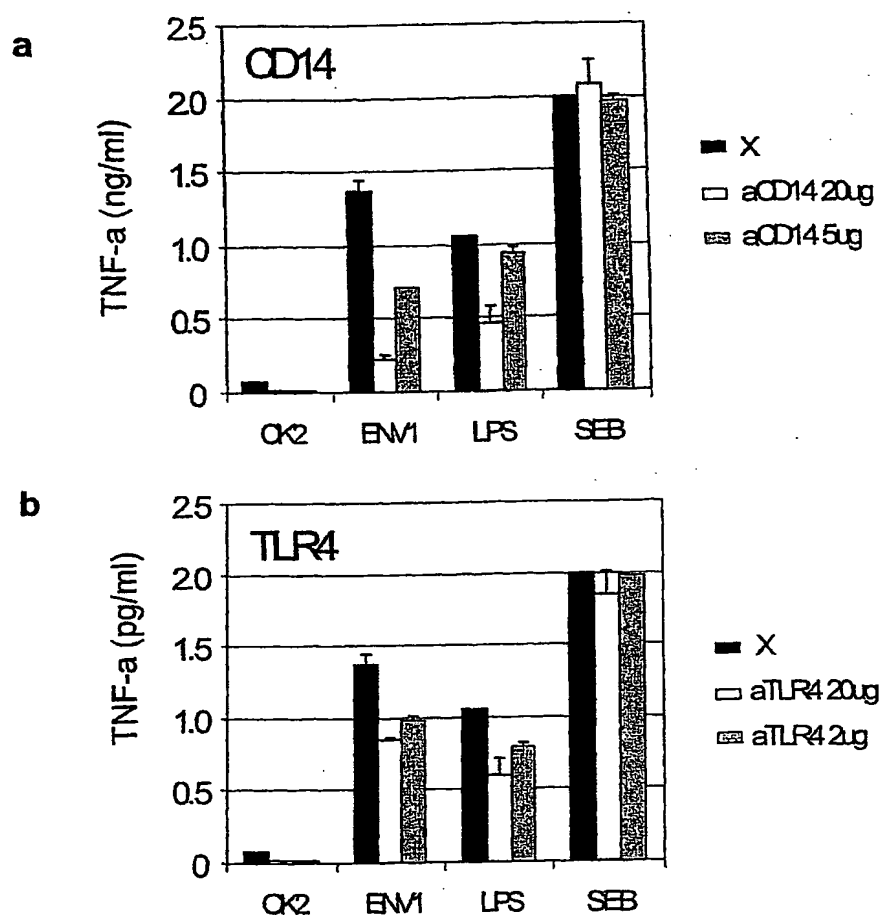 a
CD14
TNF-a (ng/ml)
2.5
2.0
1.5
1.0
0.5
0
CK2 ENV1 LPS SEB
X
aCD14 20ug
aCD14 5ug
b
TLR4
TNF-a (pg/ml)
2.5
2.0
1.5
1.0
0.5
0
CK2 ENV1 LPS SEB
X
aTLR4 20ug
aTLR4 2ug